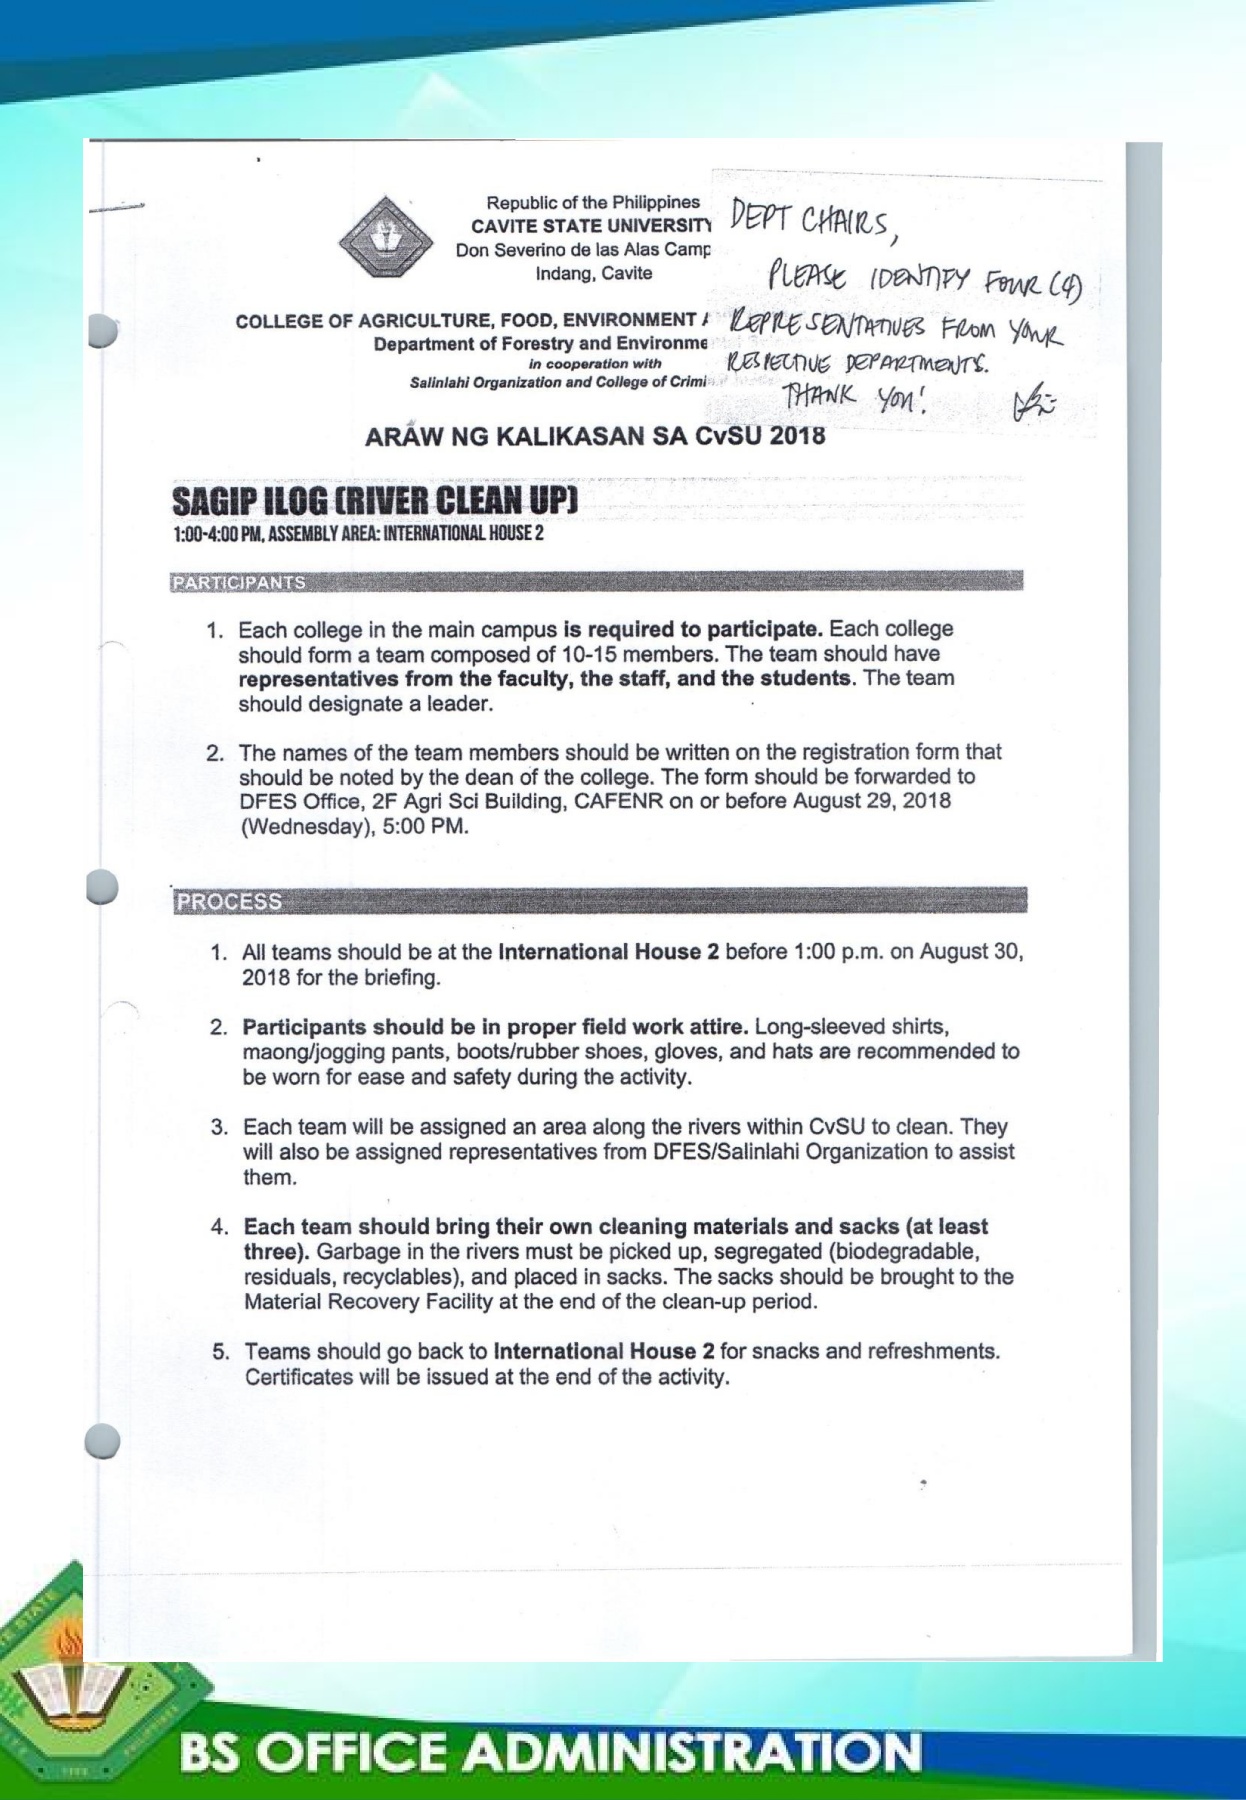 Republic of the Philippines
CAVITE STATE UNIVERSITY
Don Severino de las Alas Camp
Indang, Cavite
DEPT CHAIRS,
PLEASE IDENTIFY FOUR (4)
REPRESENTATIVES FROM YOUR
RESPECTIVE DEPARTMENTS.
THANK YOU!
COLLEGE OF AGRICULTURE, FOOD, ENVIRONMENT
Department of Forestry and Environme
in cooperation with
Salinlahi Organization and College of Crimi
ARAW NG KALIKASAN SA CvSU 2018
SAGIP ILOG (RIVER CLEAN UP)
1:00-4:00 PM, ASSEMBLY AREA: INTERNATIONAL HOUSE 2
PARTICIPANTS
1. Each college in the main campus is required to participate. Each college
should form a team composed of 10-15 members. The team should have
representatives from the faculty, the staff, and the students. The team
should designate a leader.
2. The names of the team members should be written on the registration form that
should be noted by the dean of the college. The form should be forwarded to
DFES Office, 2F Agri Sci Building, CAFENR on or before August 29, 2018
(Wednesday), 5:00 PM.
PROCESS
1. All teams should be at the International House 2 before 1:00 p.m. on August 30,
2018 for the briefing.
2. Participants should be in proper field work attire. Long-sleeved shirts,
maong/jogging pants, boots/rubber shoes, gloves, and hats are recommended to
be worn for ease and safety during the activity.
3. Each team will be assigned an area along the rivers within CvSU to clean. They
will also be assigned representatives from DFES/Salinlahi Organization to assist
them.
4. Each team should bring their own cleaning materials and sacks (at least
three). Garbage in the rivers must be picked up, segregated (biodegradable,
residuals, recyclables), and placed in sacks. The sacks should be brought to the
Material Recovery Facility at the end of the clean-up period.
5. Teams should go back to International House 2 for snacks and refreshments.
Certificates will be issued at the end of the activity.
BS OFFICE ADMINISTRATION